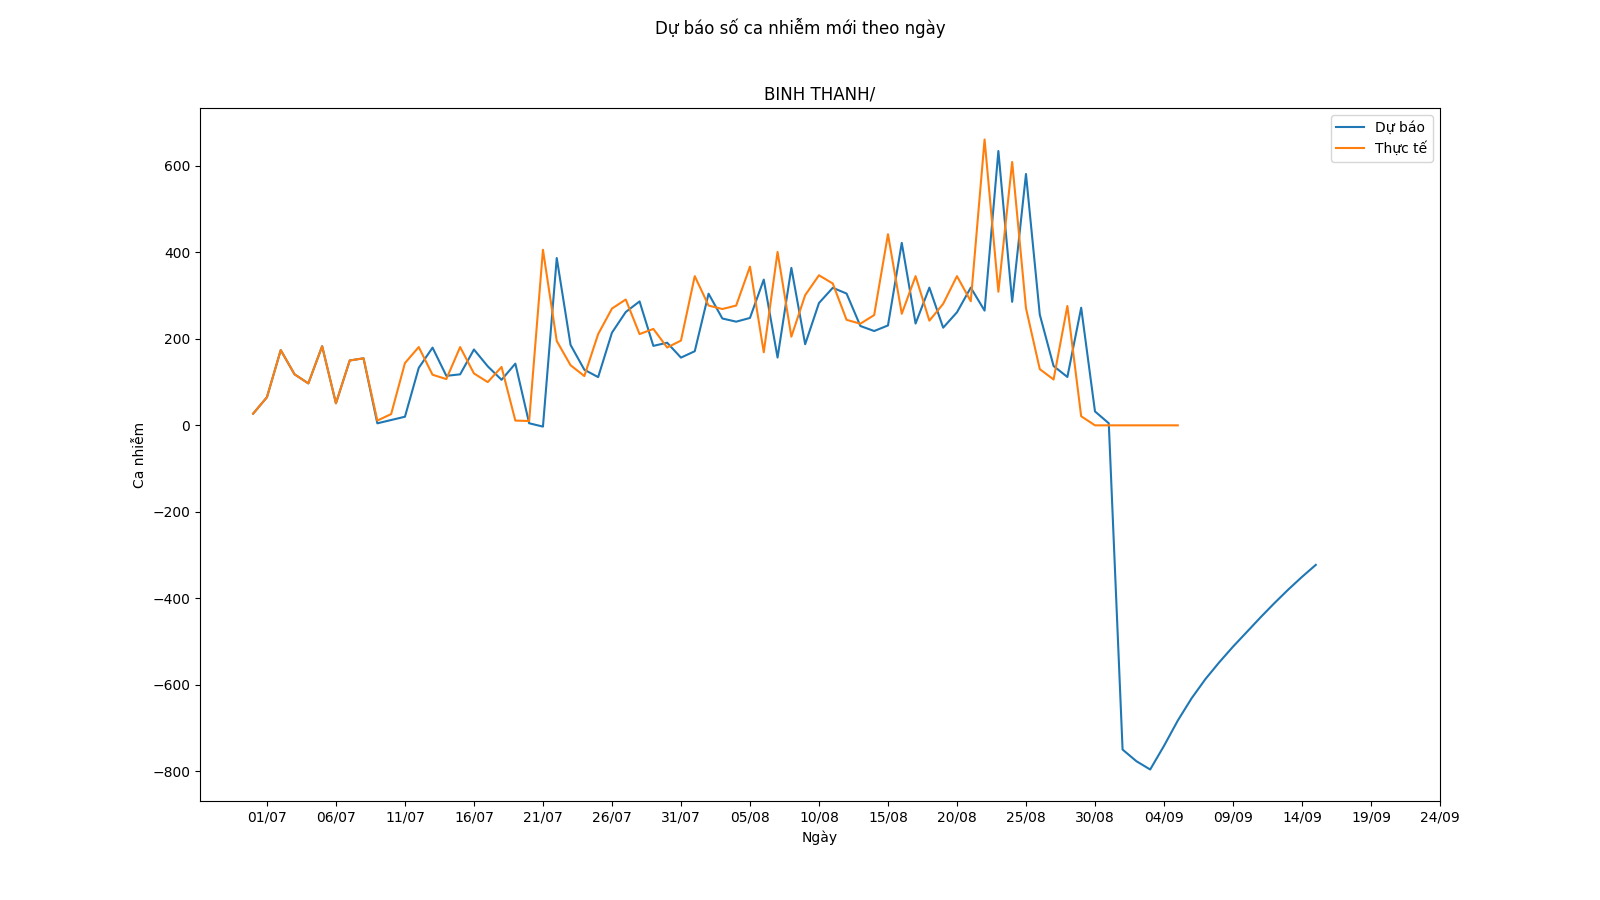 Dự báo số ca nhiễm mới theo ngày
BINH THANH/
Dự báo
Thực tế
600
400
200
0
−200
−400
−600
−800
Ca nhiễm
01/07 06/07 11/07 16/07 21/07 26/07 31/07 05/08 10/08 15/08 20/08 25/08 30/08 04/09 09/09 14/09 19/09 24/09
Ngày